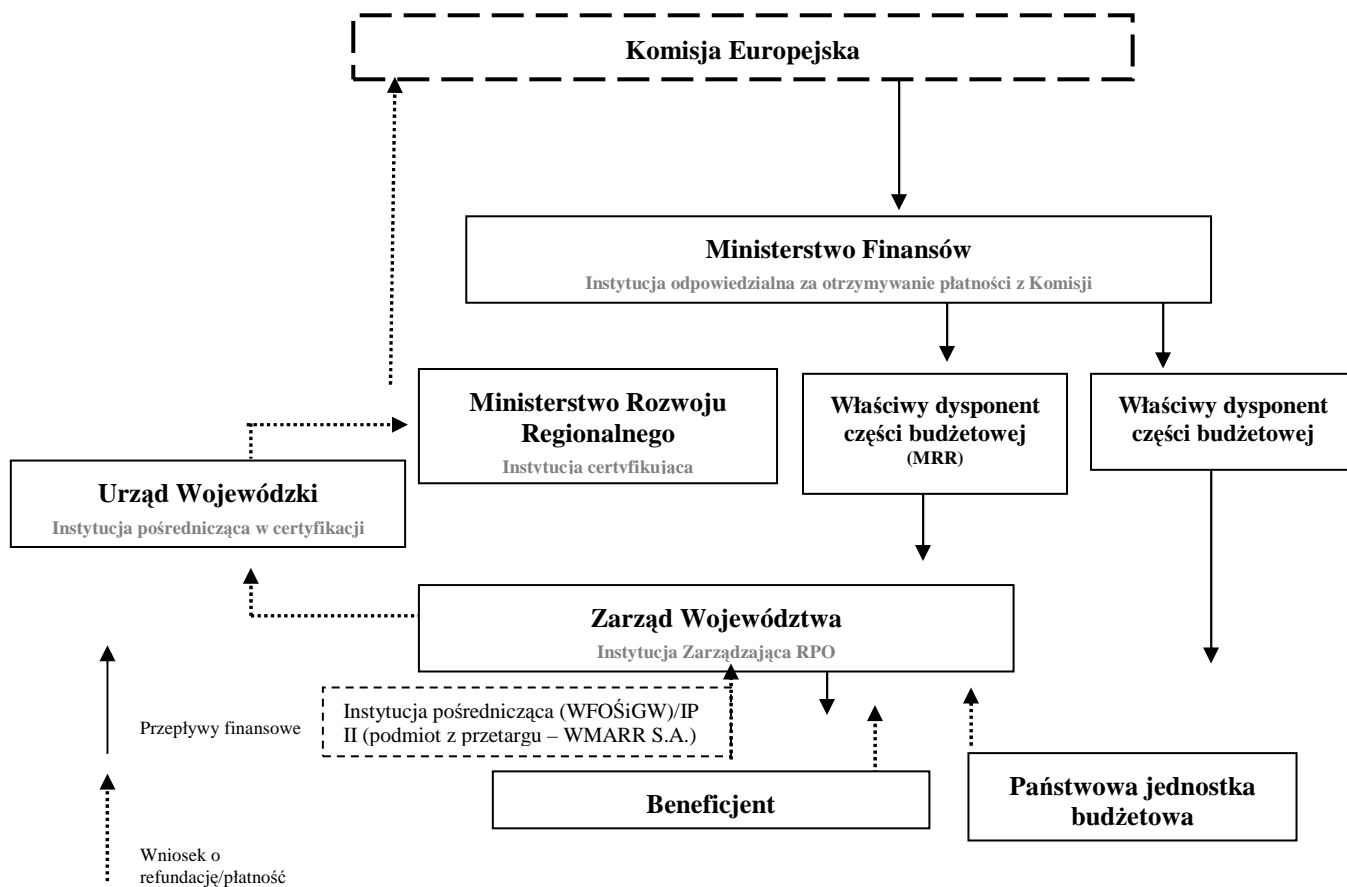 Komisja Europejska
Ministerstwo Finansów
Instytucja odpowiedzialna za otrzymywanie płatności z Komisji
Ministerstwo Rozwoju
Regionalnego
Instytucja certyfikujaca
Właściwy dysponent
części budżetowej
(MRR)
Właściwy dysponent
części budżetowej
Urząd Wojewódzki
Instytucja pośrednicząca w certyfikacji
Zarząd Województwa
Instytucja Zarządzająca RPO
Przepływy finansowe
Instytucja pośrednicząca (WFOŚiGW)/IP
II (podmiot z przetargu – WMARR S.A.)
Beneficjent
Państwowa jednostka
budżetowa
Wniosek o
refundację/płatność